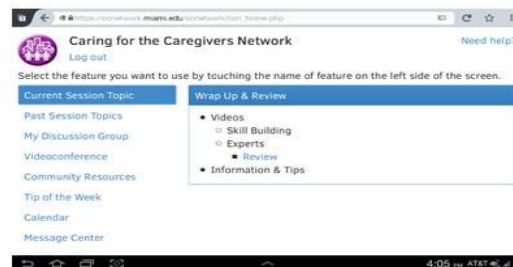 Caring for the Caregivers Network
Need help?
Log out
Select the feature you want to use by touching the name of feature on the left side of the screen.
Current Session Topic
Past Session Topics
My Discussion Group
Videoconference
Community Resources
Tip of the Week
Calendar
Message Center
Wrap Up & Review
Videos
Skill Building
Experts
Review
Information & Tips
4:05 PM AT&T